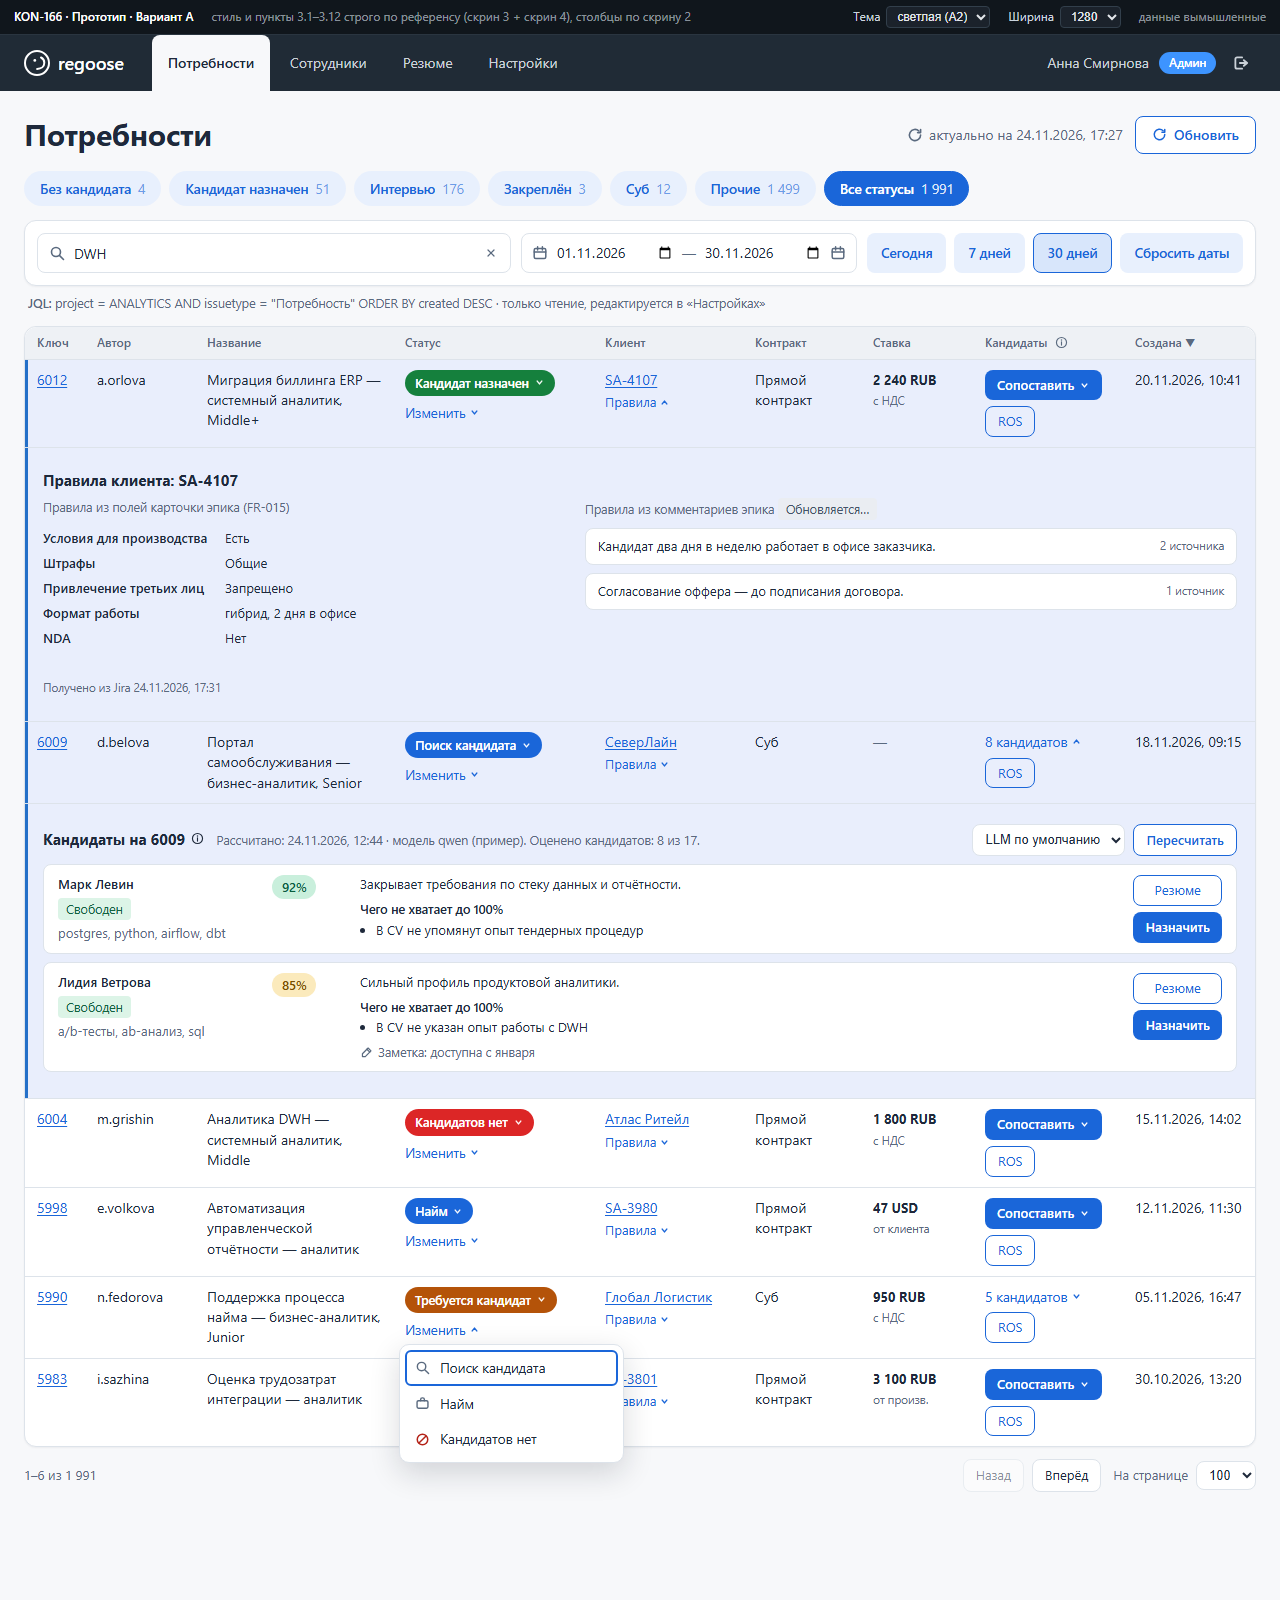 KON-166 · Прототип · Вариант A стиль и пункты 3.1–3.12 строго по референсу (скрин 3 + скрин 4), столбцы по скрину 2 Тема светлая (A2) Ширина 1280 данные вымышленные
regoose Потребности Сотрудники Резюме Настройки Анна Смирнова Админ
Потребности
актуально на 24.11.2026, 17:27 Обновить
Без кандидата 4 Кандидат назначен 51 Интервью 176 Закреплён 3 Суб 12 Прочие 1 499 Все статусы 1 991
DWH 01.11.2026 — 30.11.2026 Сегодня 7 дней 30 дней Сбросить даты
JQL: project = ANALYTICS AND issuetype = "Потребность" ORDER BY created DESC · только чтение, редактируется в «Настройках»
Ключ Автор Название Статус Клиент Контракт Ставка Кандидаты Создана ▼
6012 a.orlova Миграция биллинга ERP — Кандидат назначен SA-4107 Прямой 2 240 RUB Сопоставить 20.11.2026, 10:41
системный аналитик, Изменить Правила контракт с НДС
Middle+ ROS
Правила клиента: SA-4107
Правила из полей карточки эпика (FR-015) Правила из комментариев эпика Обновляется...
Условия для производства Есть Кандидат два дня в неделю работает в офисе заказчика. 2 источника
Штрафы Общие
Привлечение третьих лиц Запрещено Согласование оффера — до подписания договора. 1 источник
Формат работы гибрид, 2 дня в офисе
NDA Нет
Получено из Jira 24.11.2026, 17:31
6009 d.belova Портал Поиск кандидата СеверЛайн Суб — 8 кандидатов 18.11.2026, 09:15
самообслуживания — Изменить Правила ROS
бизнес-аналитик, Senior
Кандидаты на 6009 Рассчитано: 24.11.2026, 12:44 · модель qwen (пример). Оценено кандидатов: 8 из 17. LLM по умолчанию Пересчитать
Марк Левин 92% Закрывает требования по стеку данных и отчётности. Резюме
Свободен Чего не хватает до 100%
postgres, python, airflow, dbt • В CV не упомянут опыт тендерных процедур Назначить
Лидия Ветрова 85% Сильный профиль продуктовой аналитики. Резюме
Свободен Чего не хватает до 100%
a/b-тесты, ab-анализ, sql • В CV не указан опыт работы с DWH Назначить
Заметка: доступна с января
6004 m.grishin Аналитика DWH — Кандидатов нет Атлас Ритейл Прямой 1 800 RUB Сопоставить 15.11.2026, 14:02
системный аналитик, Изменить Правила контракт с НДС
Middle ROS
5998 e.volkova Автоматизация Найм SA-3980 Прямой 47 USD Сопоставить 12.11.2026, 11:30
управленческой Изменить Правила контракт от клиента
отчётности — аналитик ROS
5990 n.fedorova Поддержка процесса Требуется кандидат Глобал Логистик Суб 950 RUB 5 кандидатов 05.11.2026, 16:47
найма — бизнес-аналитик, Изменить Правила с НДС ROS
Junior
Поиск кандидата
Найм
Кандидатов нет
5983 i.sazhina Оценка трудозатрат -3801 Прямой 3 100 RUB Сопоставить 30.10.2026, 13:20
интеграции — аналитик авила контракт от произв.
ROS
1–6 из 1 991 Назад Вперёд На странице 100